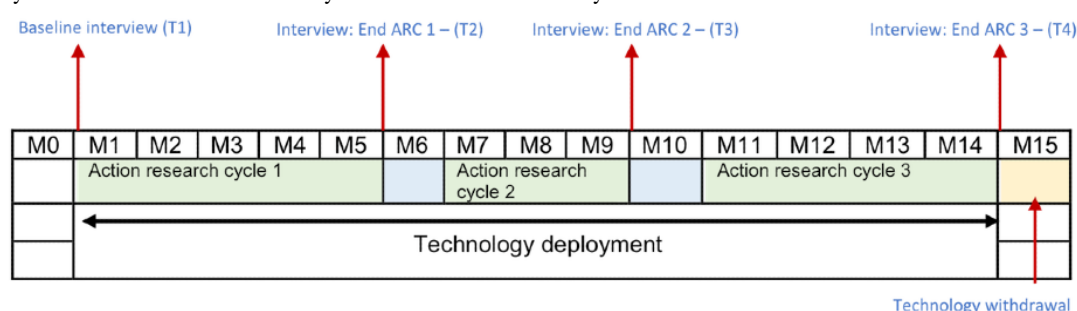 Baseline interview (T1)
Interview: End ARC 1 – (T2)
Interview: End ARC 2 – (T3)
Interview: End ARC 3 – (T4)
M0 M1 M2 M3 M4 M5 M6 M7 M8 M9 M10 M11 M12 M13 M14 M15
Action research cycle 1
Action research
cycle 2
Action research cycle 3
Technology deployment
Technology withdrawal